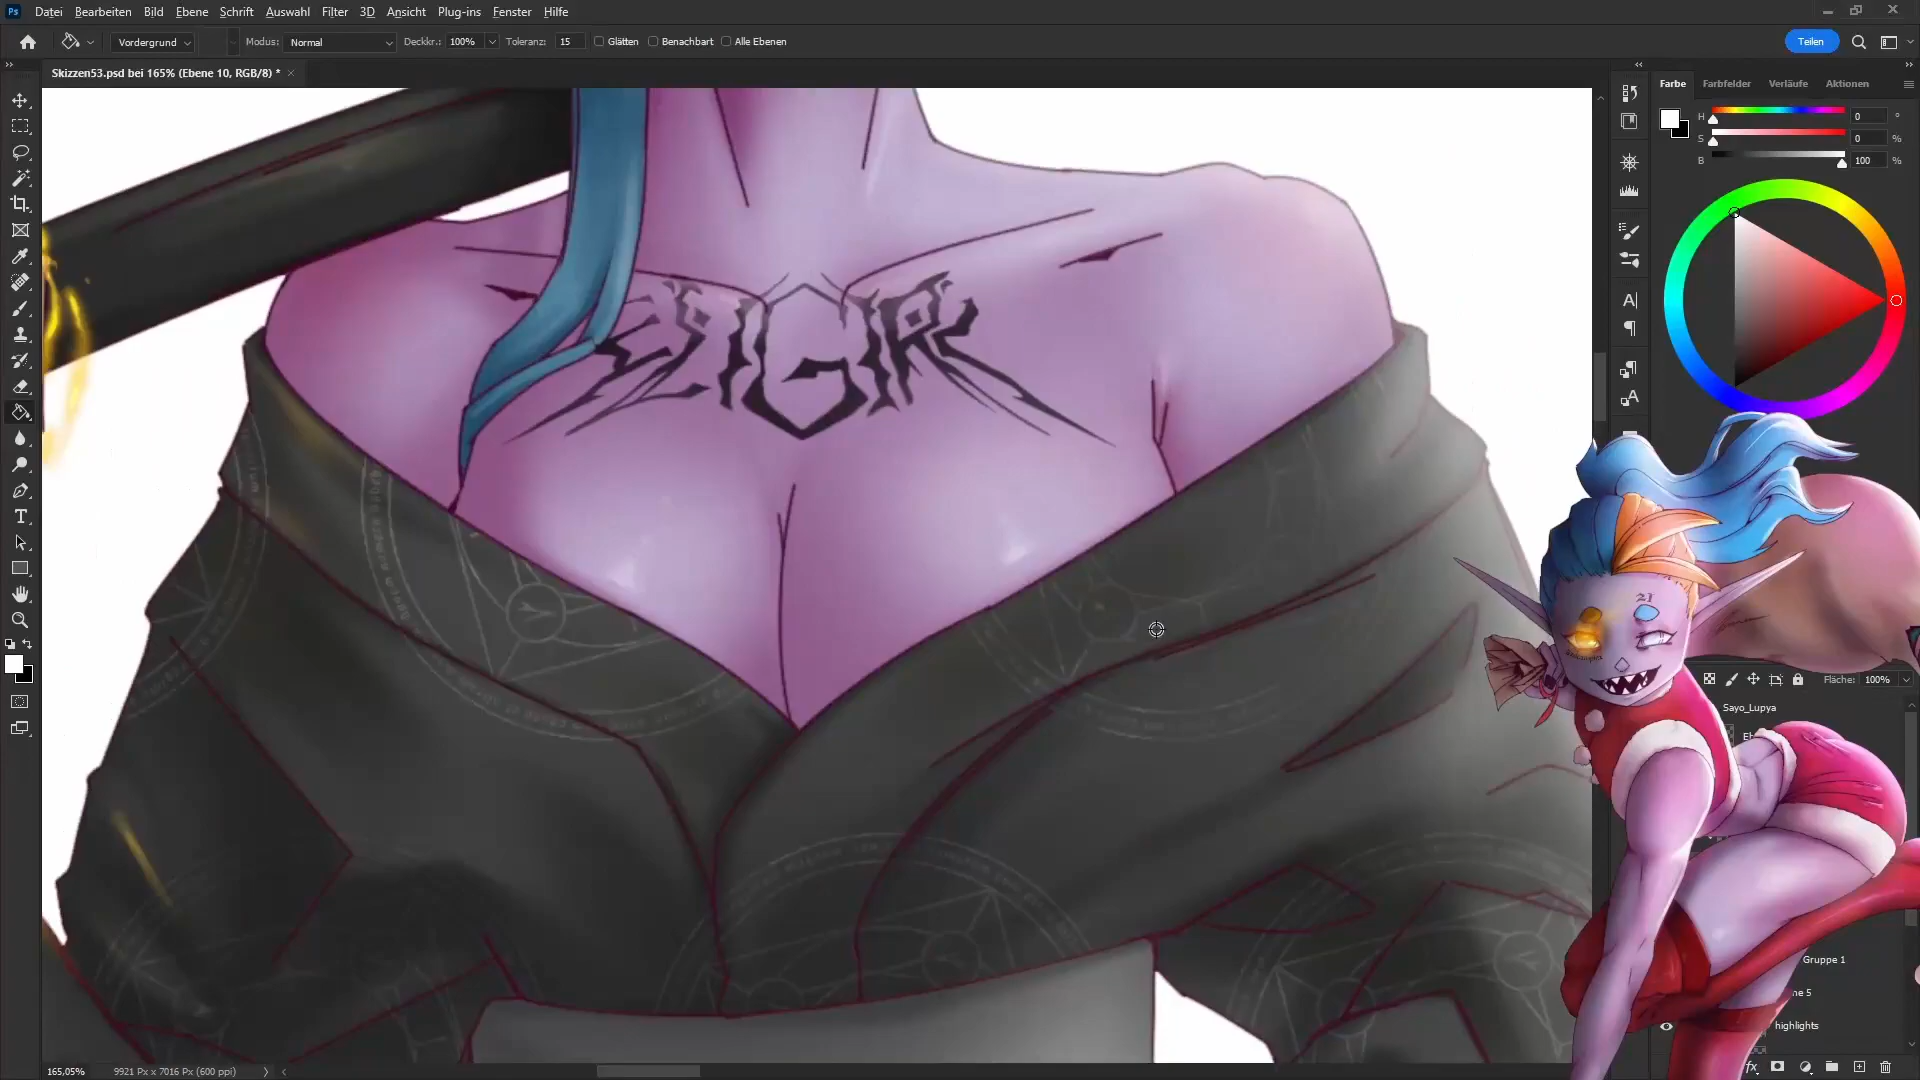 Ps Datei Bearbeiten Bild Ebene Schrift Auswahl Filter 3D Ansicht Plug-ins Fenster Hilfe
Vordergrund Modus: Normal Deckkr.: 100% Toleranz: 15 Glätten Benachbart Alle Ebenen Teilen
Skizzen53.psd bei 165% (Ebene 10, RGB/8) *
Farbe Farbfelder Verläufe Aktionen
H 0 °
S 0 %
B 100 %
21
Fläche: 100%
Sayo_Lupya
Gruppe 1
highlights
165,05% 9921 Px x 7016 Px (600 ppi)